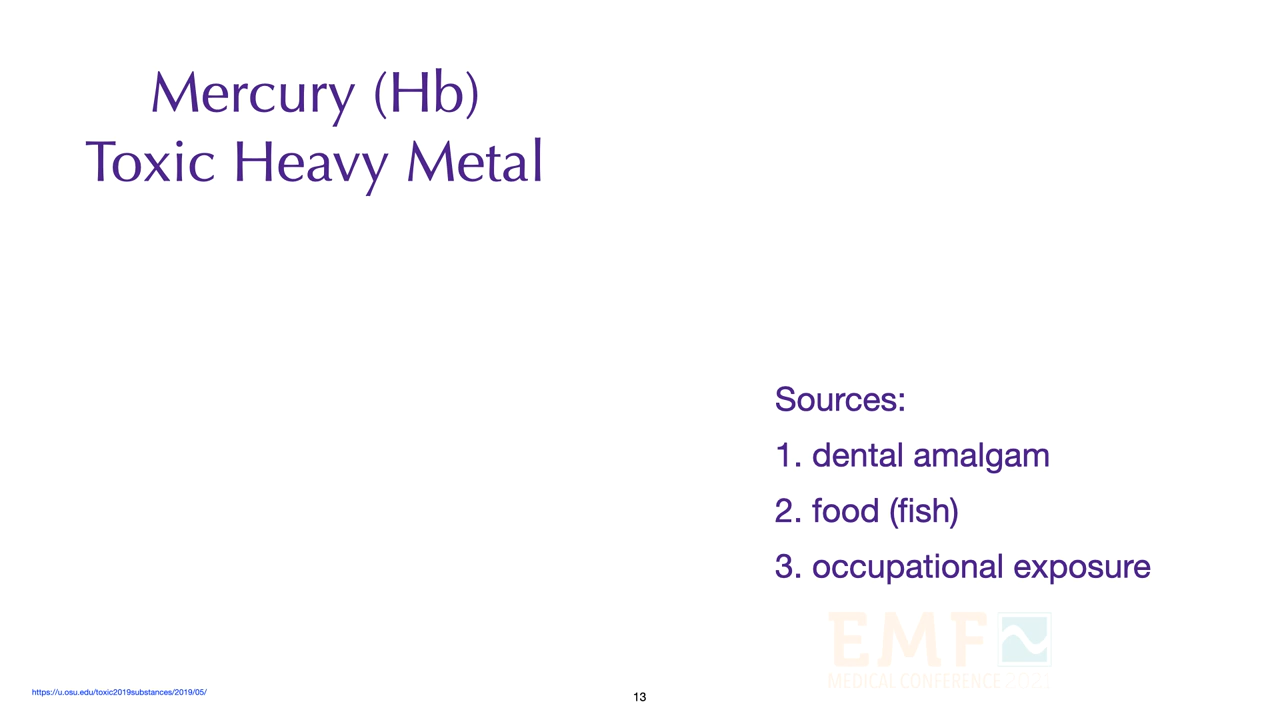 Mercury (Hb)
Toxic Heavy Metal
Sources:
1. dental amalgam
2. food (fish)
3. occupational exposure
EMF
MEDICAL CONFERENCE 2021
https://u.osu.edu/toxic2019substances/2019/05/
13